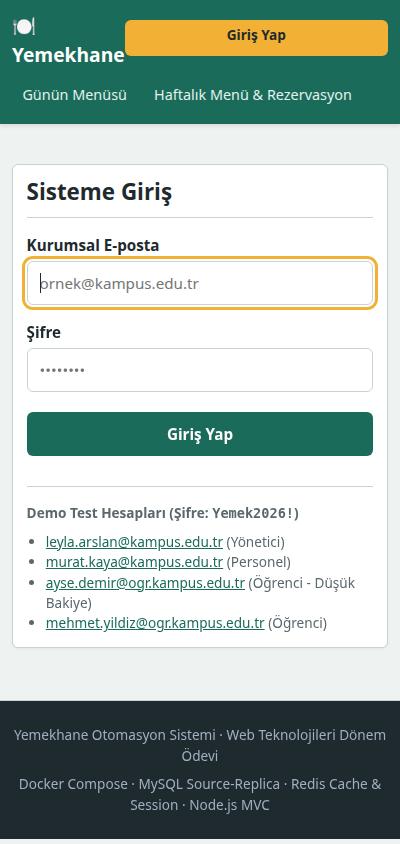 🍽️
Yemekhane
Giriş Yap
Günün Menüsü
Haftalık Menü & Rezervasyon
Sisteme Giriş
Kurumsal E-posta
ornek@kampus.edu.tr
Şifre
••••••••
Giriş Yap
Demo Test Hesapları (Şifre: Yemek2026!)
• leyla.arslan@kampus.edu.tr (Yönetici)
• murat.kaya@kampus.edu.tr (Personel)
• ayse.demir@ogr.kampus.edu.tr (Öğrenci - Düşük
Bakiye)
• mehmet.yildiz@ogr.kampus.edu.tr (Öğrenci)
Yemekhane Otomasyon Sistemi · Web Teknolojileri Dönem
Ödevi
Docker Compose · MySQL Source-Replica · Redis Cache &
Session · Node.js MVC